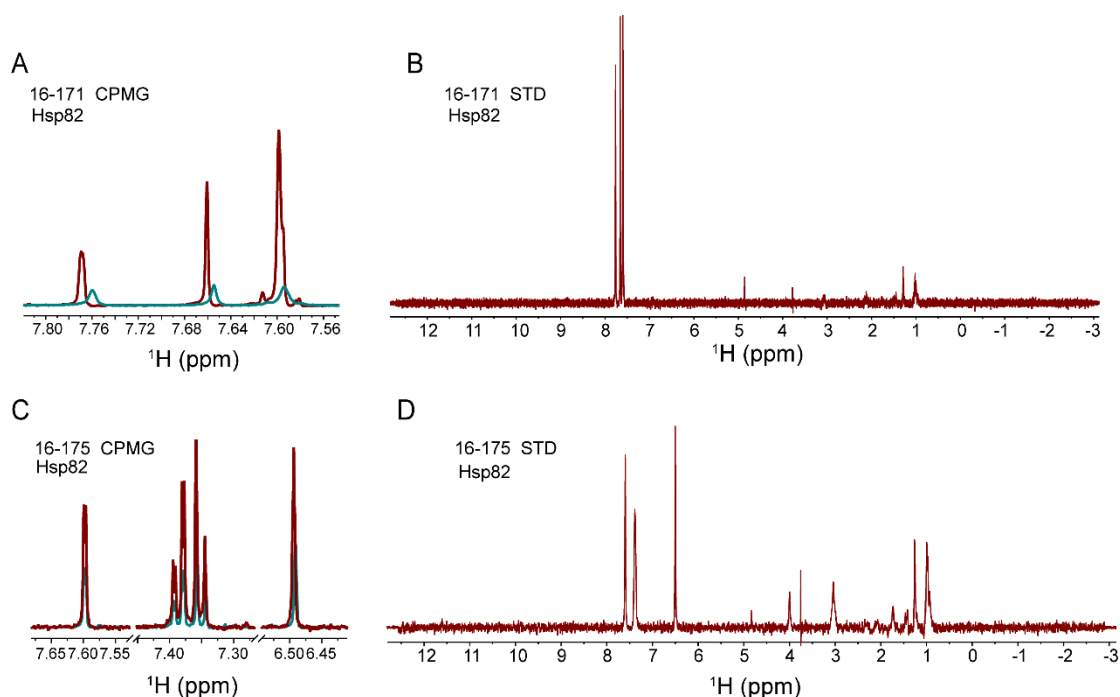 A
16-171 CPMG
Hsp82
7.80 7.76 7.72 7.68 7.64 7.60 7.56
¹H (ppm)
B
16-171 STD
Hsp82
12 11 10 9 8 7 6 5 4 3 2 1 0 -1 -2 -3
¹H (ppm)
C
16-175 CPMG
Hsp82
7.65 7.60 7.55 7.40 7.30 6.50 6.45
¹H (ppm)
D
16-175 STD
Hsp82
12 11 10 9 8 7 6 5 4 3 2 1 0 -1 -2 -3
¹H (ppm)